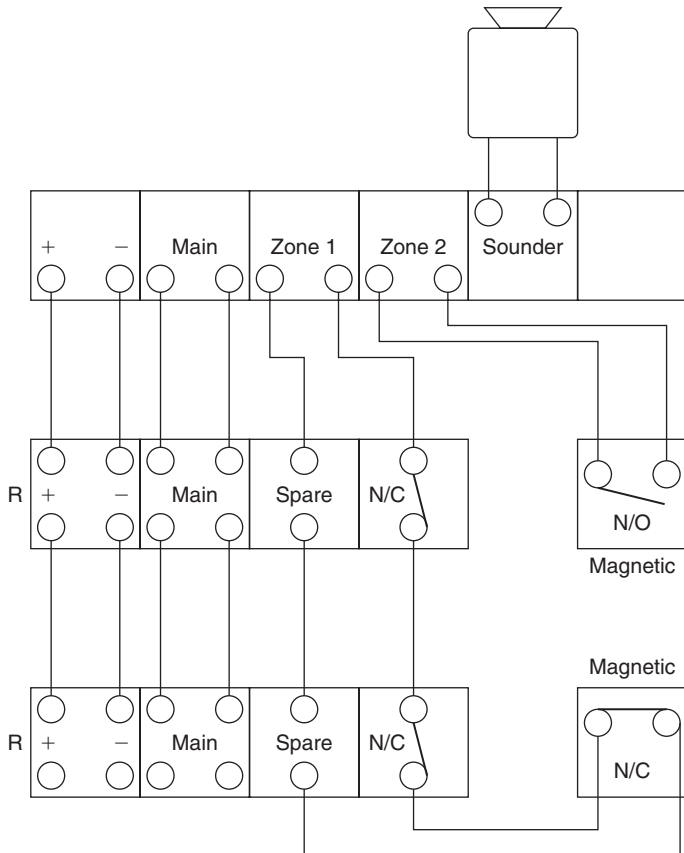 + − Main Zone 1 Zone 2 Sounder
R + − Main Spare N/C N/O
Magnetic
Magnetic
R + − Main Spare N/C N/C